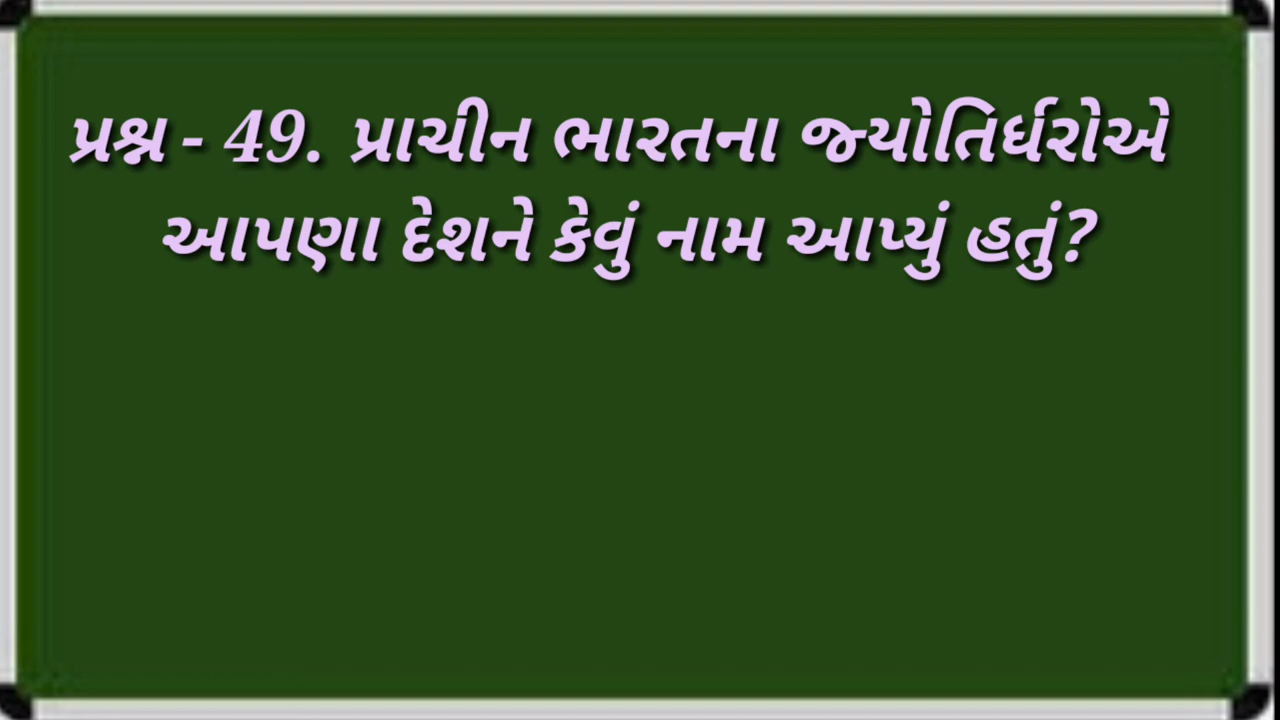 પ્રશ્ન - 49. પ્રાચીન ભારતના જ્યોતિર્ધરોએ
આપણા દેશને કેવું નામ આપ્યું હતું?